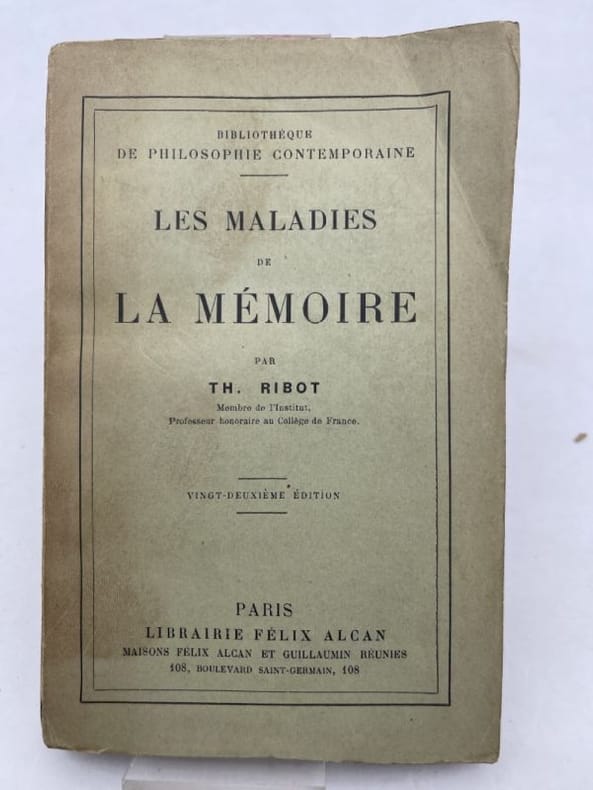 BIBLIOTHÈQUE
DE PHILOSOPHIE CONTEMPORAINE
LES MALADIES
DE
LA MÉMOIRE
PAR
TH. RIBOT
Membre de l'Institut,
Professeur honoraire au Collège de France.
VINGT-DEUXIÈME ÉDITION
PARIS
LIBRAIRIE FÉLIX ALCAN
MAISONS FÉLIX ALCAN ET GUILLAUMIN RÉUNIES
108, BOULEVARD SAINT-GERMAIN, 108